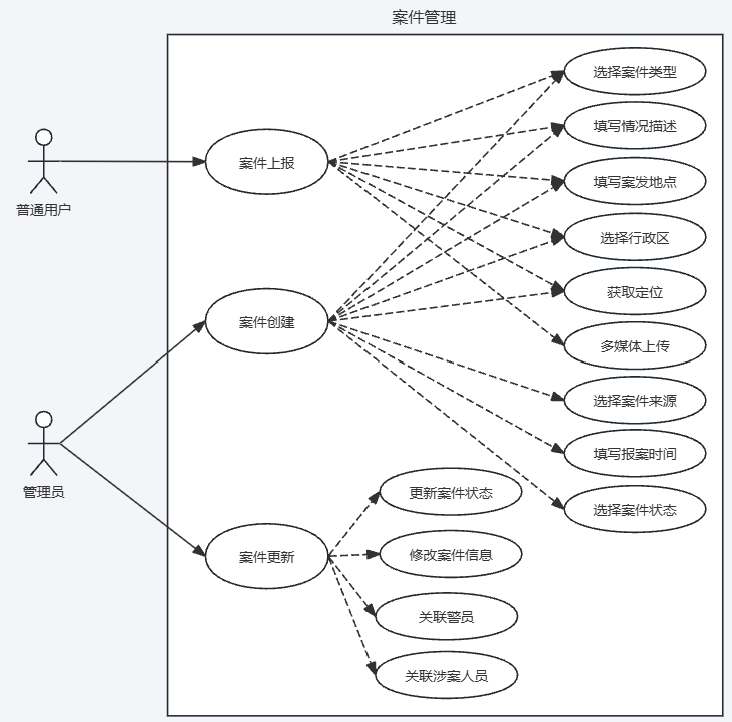 案件管理
选择案件类型
填写情况描述
案件上报
填写案发地点
普通用户
选择行政区
获取定位
案件创建
多媒体上传
选择案件来源
填写报案时间
管理员
更新案件状态
选择案件状态
案件更新
修改案件信息
关联警员
关联涉案人员